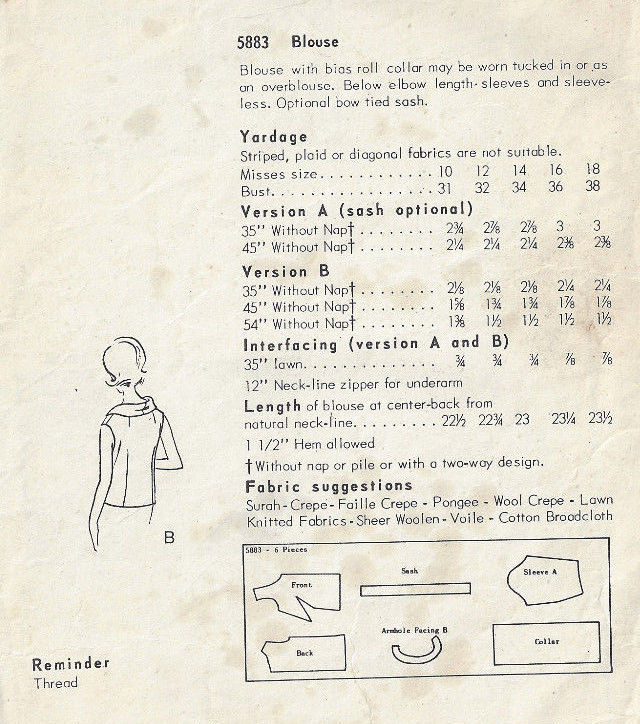 5883 Blouse
Blouse with bias roll collar may be worn tucked in or as
an overblouse. Below elbow length-sleeves and sleeve-
less. Optional bow tied sash.
Yardage
Striped, plaid or diagonal fabrics are not suitable.
Misses size............ 10 12 14 16 18
Bust................. 31 32 34 36 38
Version A (sash optional)
35" Without Nap†........ 2¾ 2⅞ 2⅞ 3 3
45" Without Nap†........ 2¼ 2¼ 2¼ 2⅜ 2⅜
Version B
35" Without Nap†........ 2⅛ 2⅛ 2⅛ 2¼ 2¼
45" Without Nap†........ 1⅝ 1¾ 1¾ 1⅞ 1⅞
54" Without Nap†........ 1⅜ 1½ 1½ 1½ 1½
Interfacing (version A and B)
35" lawn.............. ¾ ¾ ¾ ⅞ ⅞
12" Neck-line zipper for underarm
Length of blouse at center-back from
natural neck-line......... 22½ 22¾ 23 23¼ 23½
1 1/2" Hem allowed
†Without nap or pile or with a two-way design.
Fabric suggestions
Surah - Crepe - Faille Crepe - Pongee - Wool Crepe - Lawn
Knitted Fabrics - Sheer Woolen - Voile - Cotton Broadcloth
B
5883 - 6 Pieces
Front
Sash
Sleeve A
Back
Armhole Facing B
Collar
Reminder
Thread